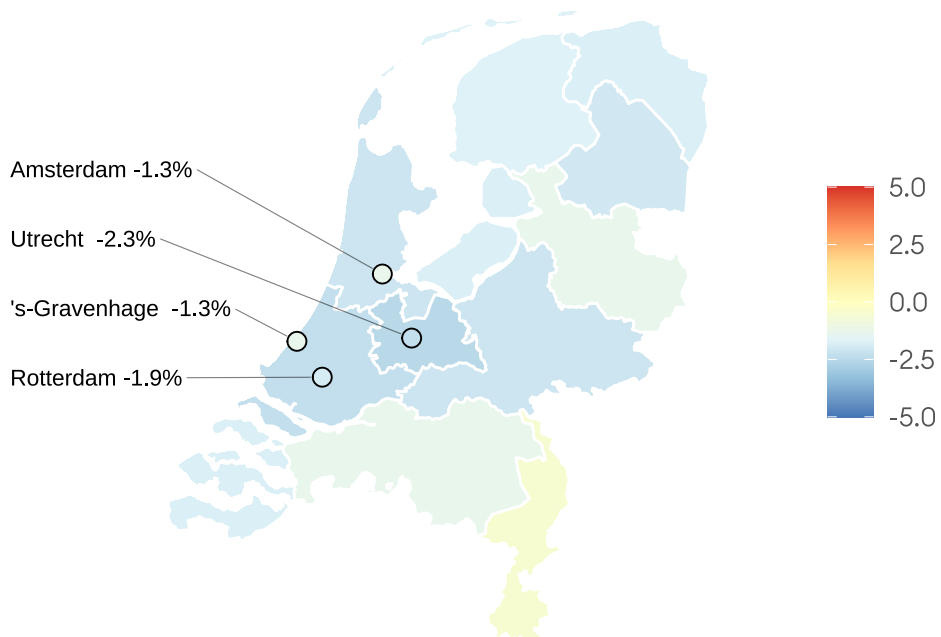 Amsterdam -1.3%
Utrecht -2.3%
's-Gravenhage -1.3%
Rotterdam -1.9%
5.0
2.5
0.0
-2.5
-5.0